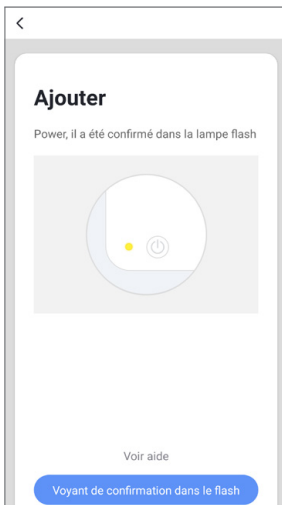 Ajouter
Power, il a été confirmé dans la lampe flash
Voir aide
Voyant de confirmation dans le flash